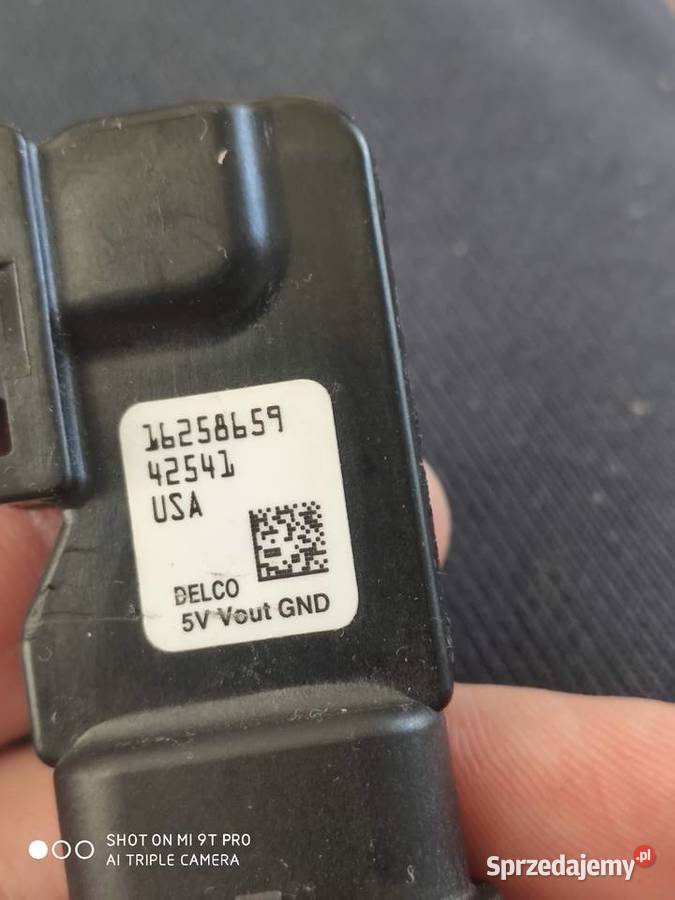 16258659
42541
USA
DELCO
5V Vout GND
SHOT ON MI 9T PRO
AI TRIPLE CAMERA
Sprzedajemy.pl